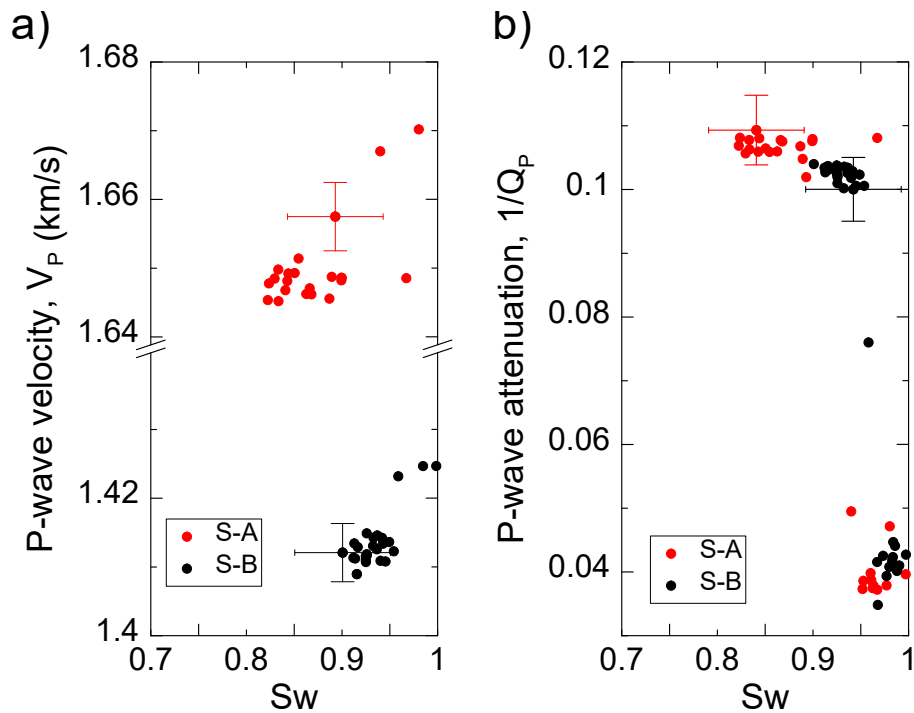 a)
P-wave velocity, V_P (km/s)
1.68
1.66
1.64
1.42
1.4
S-A
S-B
0.7
0.8
0.9
1
Sw
b)
P-wave attenuation, 1/Q_P
0.12
0.1
0.08
0.06
0.04
S-A
S-B
0.7
0.8
0.9
1
Sw